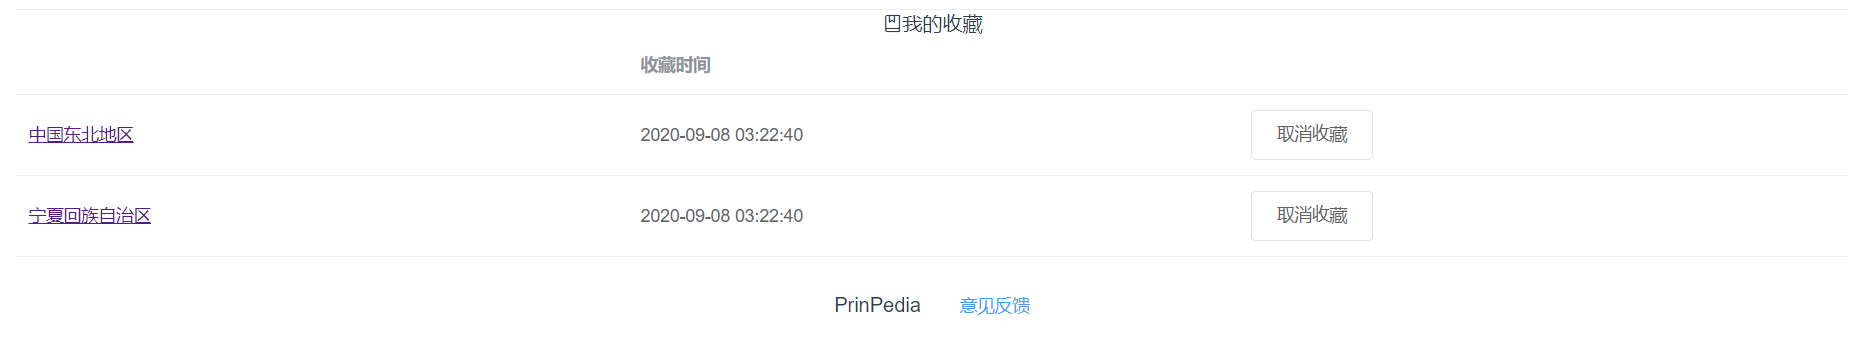 我的收藏
收藏时间
中国东北地区 2020-09-08 03:22:40 取消收藏
宁夏回族自治区 2020-09-08 03:22:40 取消收藏
PrinPedia 意见反馈